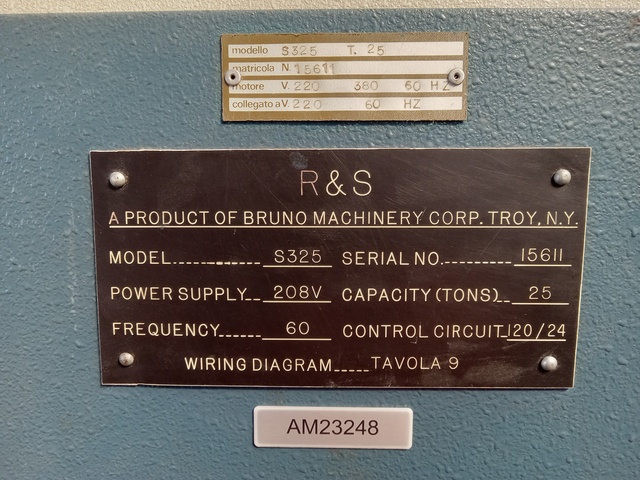 modello S325 T. 25
matricola N. 15611
motore V. 220 380 60 HZ
collegato a V. 220 60 HZ
R & S
A PRODUCT OF BRUNO MACHINERY CORP. TROY, N.Y.
MODEL S325 SERIAL NO. 15611
POWER SUPPLY 208V CAPACITY (TONS) 25
FREQUENCY 60 CONTROL CIRCUIT 120/24
WIRING DIAGRAM TAVOLA 9
AM23248